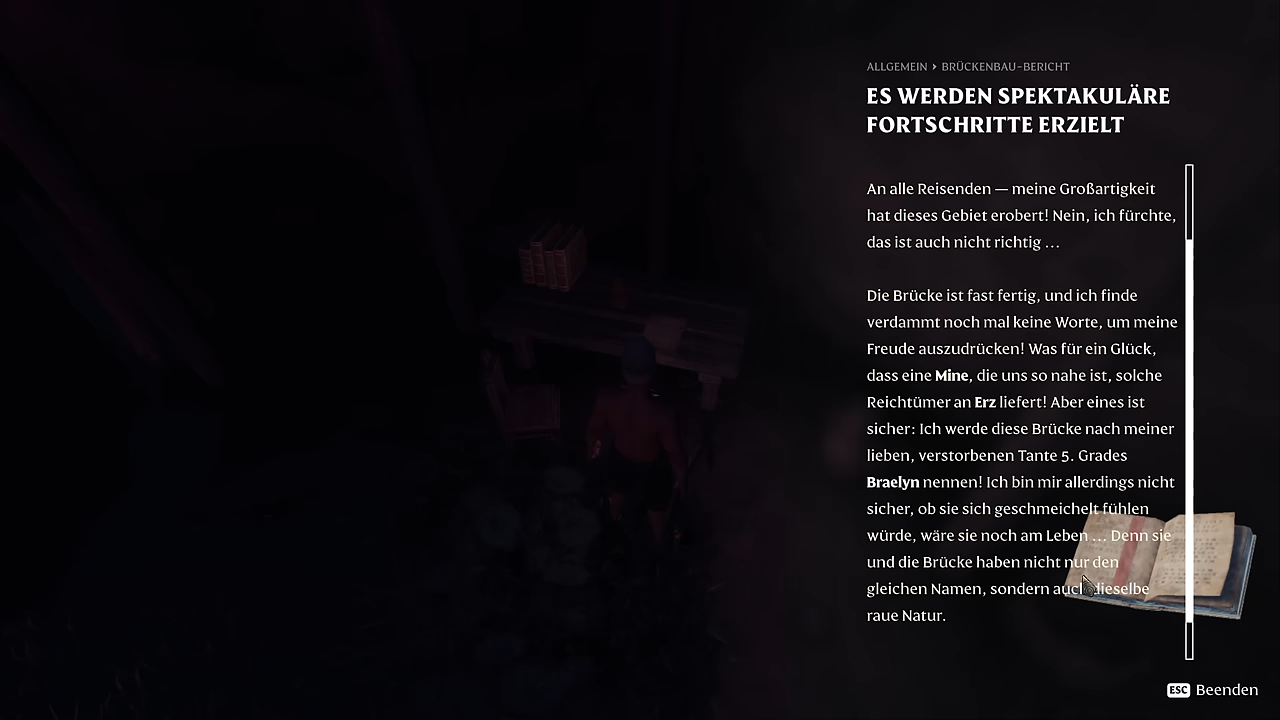 ALLGEMEIN ▸ BRÜCKENBAU-BERICHT
ES WERDEN SPEKTAKULÄRE
FORTSCHRITTE ERZIELT
An alle Reisenden — meine Großartigkeit
hat dieses Gebiet erobert! Nein, ich fürchte,
das ist auch nicht richtig …
Die Brücke ist fast fertig, und ich finde
verdammt noch mal keine Worte, um meine
Freude auszudrücken! Was für ein Glück,
dass eine Mine, die uns so nahe ist, solche
Reichtümer an Erz liefert! Aber eines ist
sicher: Ich werde diese Brücke nach meiner
lieben, verstorbenen Tante 5. Grades
Braelyn nennen! Ich bin mir allerdings nicht
sicher, ob sie sich geschmeichelt fühlen
würde, wäre sie noch am Leben … Denn sie
und die Brücke haben nicht nur den
gleichen Namen, sondern auch dieselbe
raue Natur.
ESC Beenden